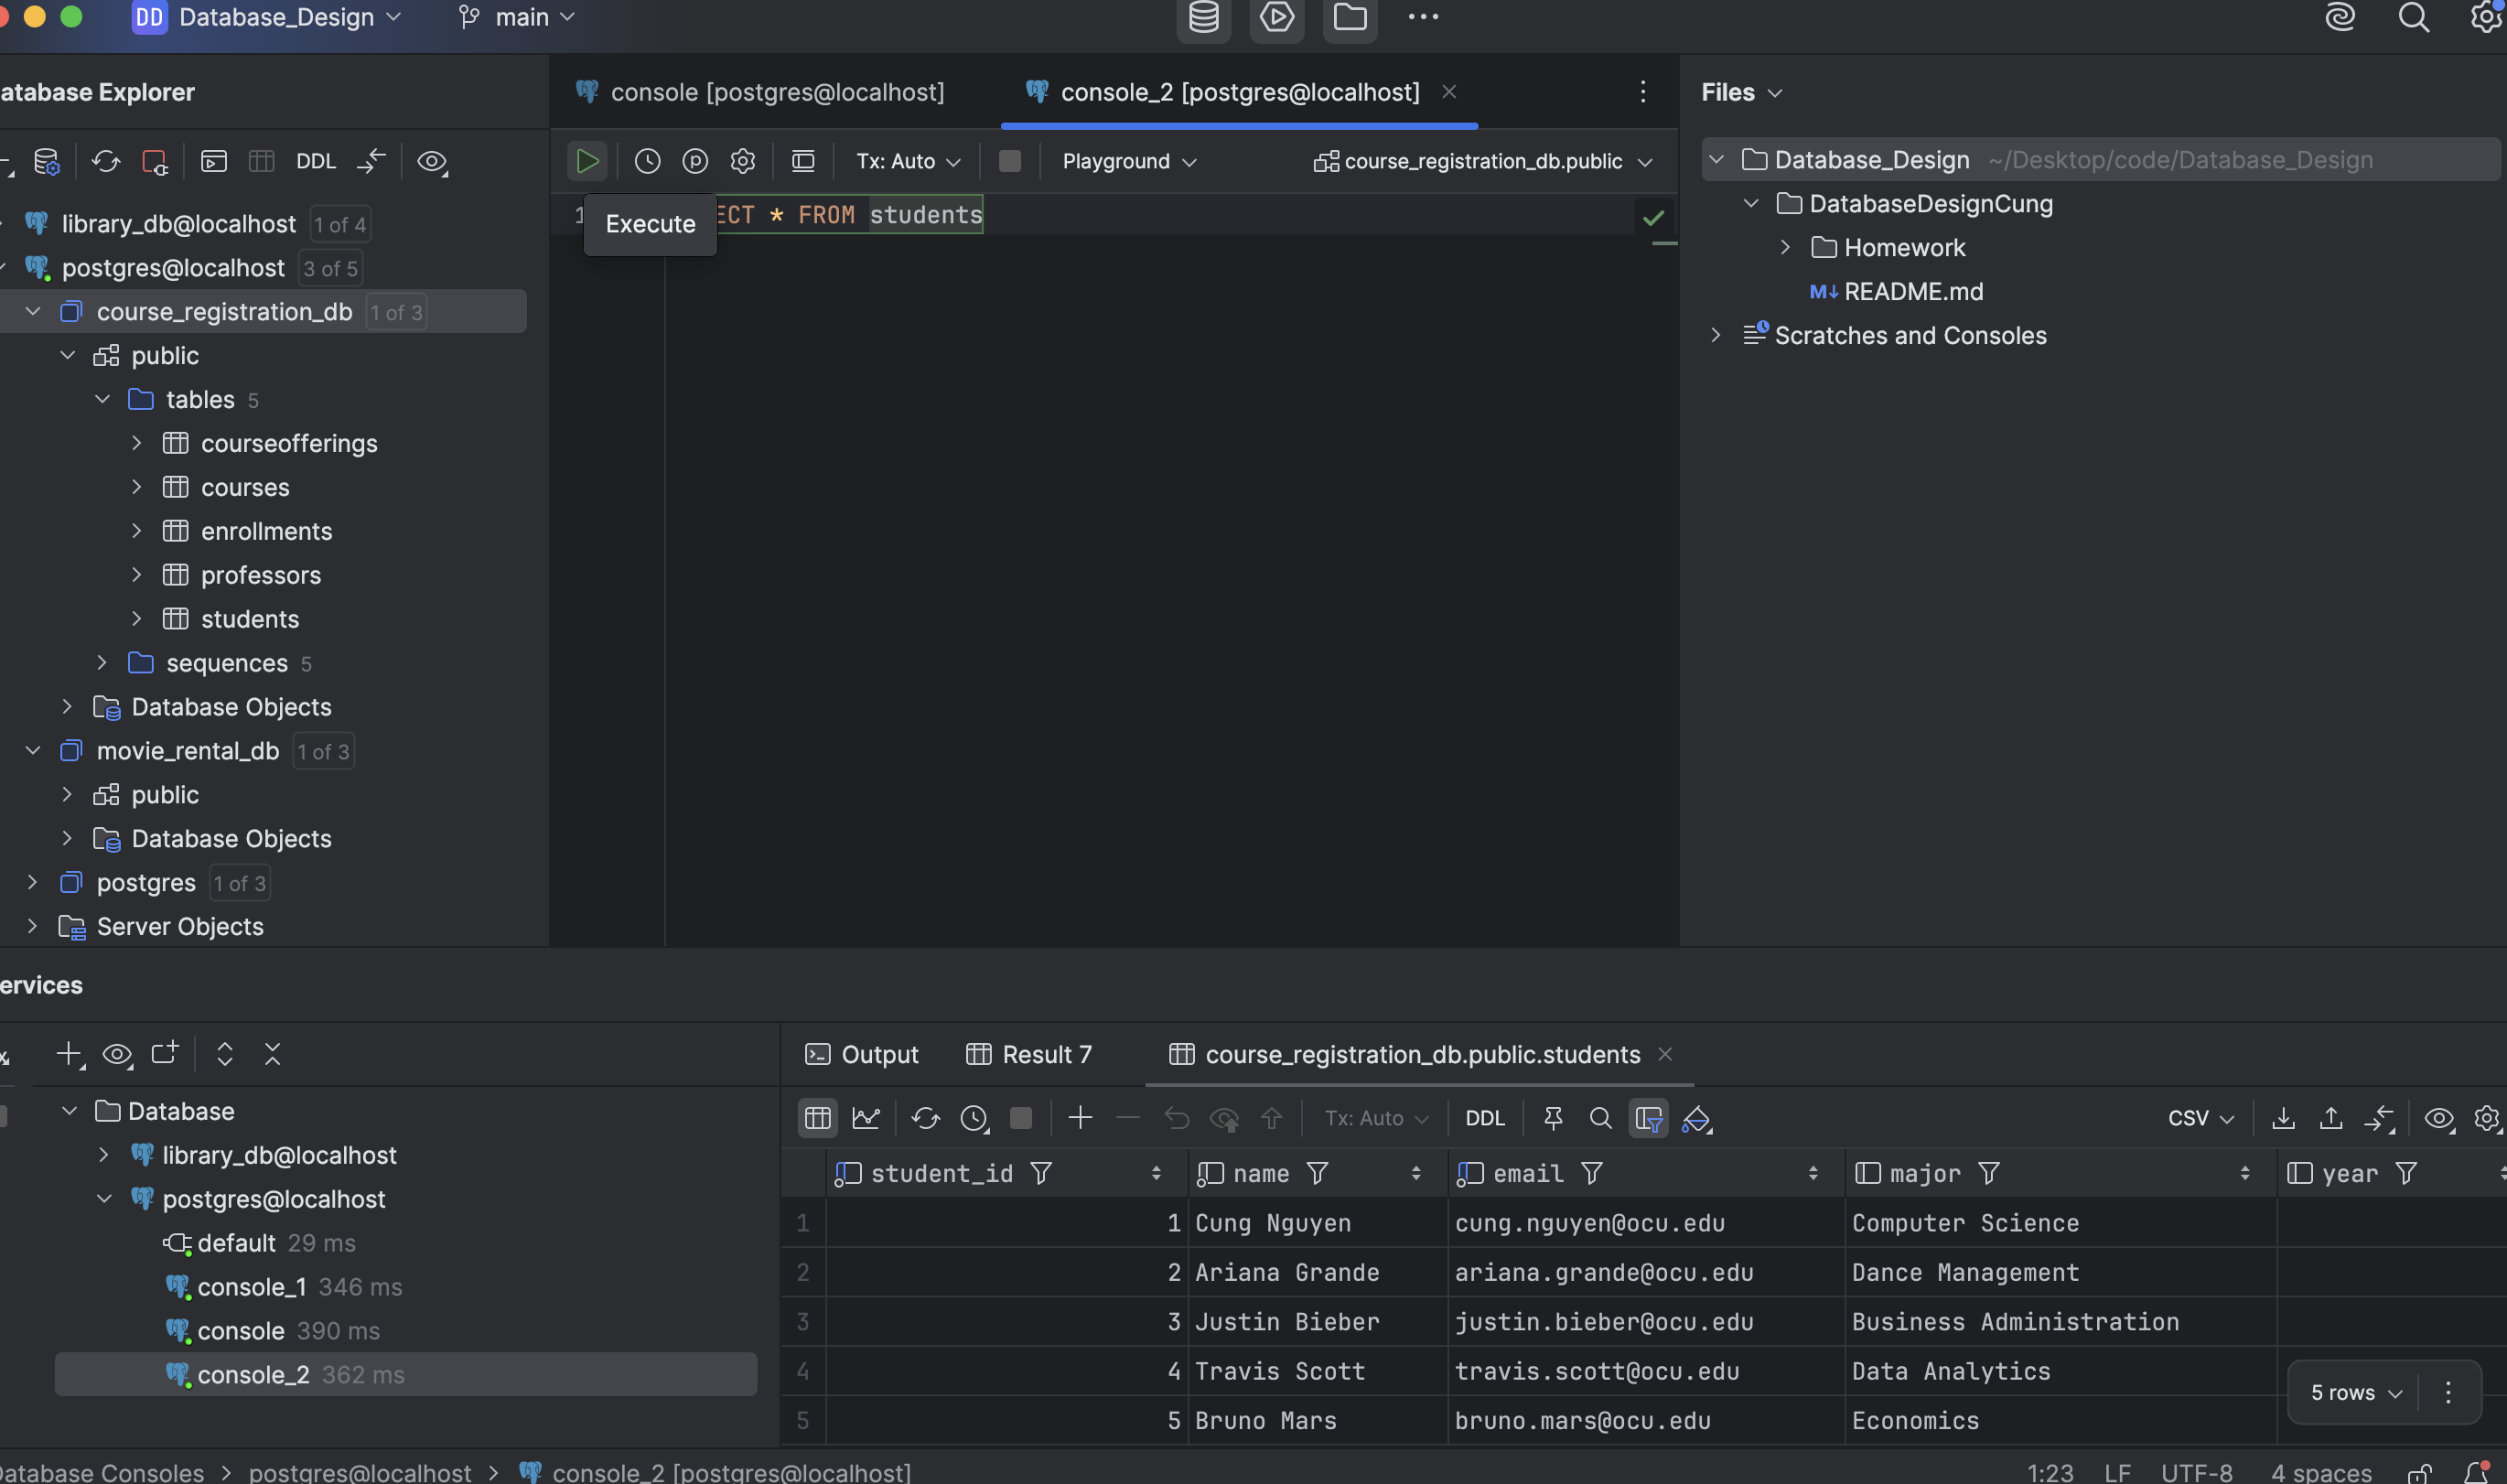 DD Database_Design
main
atabase Explorer
console [postgres@localhost]
console_2 [postgres@localhost]
Files
DDL
Tx: Auto
Playground
course_registration_db.public
Database_Design ~/Desktop/code/Database_Design
DatabaseDesignCung
Homework
M↓ README.md
Scratches and Consoles
1
Execute
ECT * FROM students
library_db@localhost 1 of 4
postgres@localhost 3 of 5
course_registration_db 1 of 3
public
tables 5
courseofferings
courses
enrollments
professors
students
sequences 5
Database Objects
movie_rental_db 1 of 3
public
Database Objects
postgres 1 of 3
Server Objects
ervices
Database
library_db@localhost
postgres@localhost
default 29 ms
console_1 346 ms
console 390 ms
console_2 362 ms
Output
Result 7
course_registration_db.public.students
Tx: Auto
DDL
CSV
student_id name email major year
1 1 Cung Nguyen cung.nguyen@ocu.edu Computer Science
2 2 Ariana Grande ariana.grande@ocu.edu Dance Management
3 3 Justin Bieber justin.bieber@ocu.edu Business Administration
4 4 Travis Scott travis.scott@ocu.edu Data Analytics
5 5 Bruno Mars bruno.mars@ocu.edu Economics
5 rows
Database Consoles > postgres@localhost > console_2 [postgres@localhost]
1:23 LF UTF-8 4 spaces